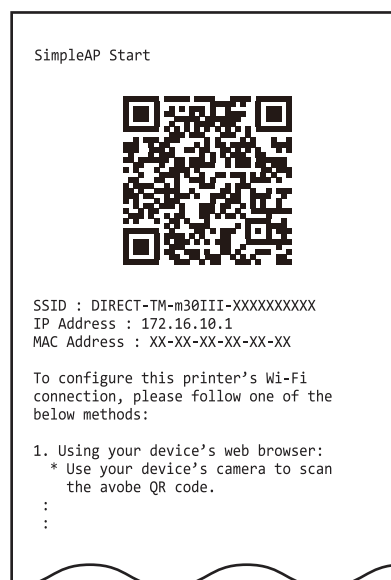 SimpleAP Start
SSID : DIRECT-TM-m30III-XXXXXXXXXX
IP Address : 172.16.10.1
MAC Address : XX-XX-XX-XX-XX-XX
To configure this printer’s Wi-Fi
connection, please follow one of the
below methods:
1. Using your device’s web browser:
* Use your device’s camera to scan
the avobe QR code.
:
: